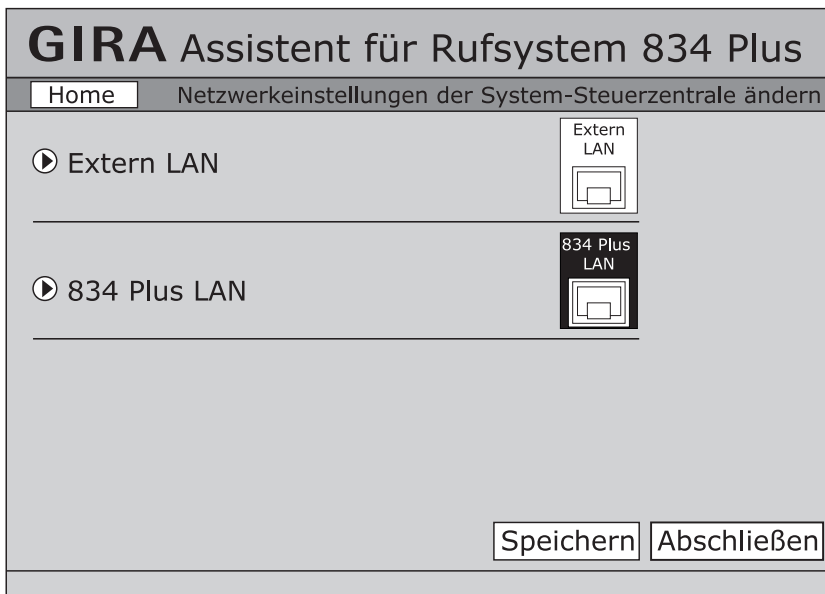 GIRA Assistent für Rufsystem 834 Plus
Home Netzwerkeinstellungen der System-Steuerzentrale ändern
Extern LAN
Extern
LAN
834 Plus LAN
834 Plus
LAN
Speichern Abschließen